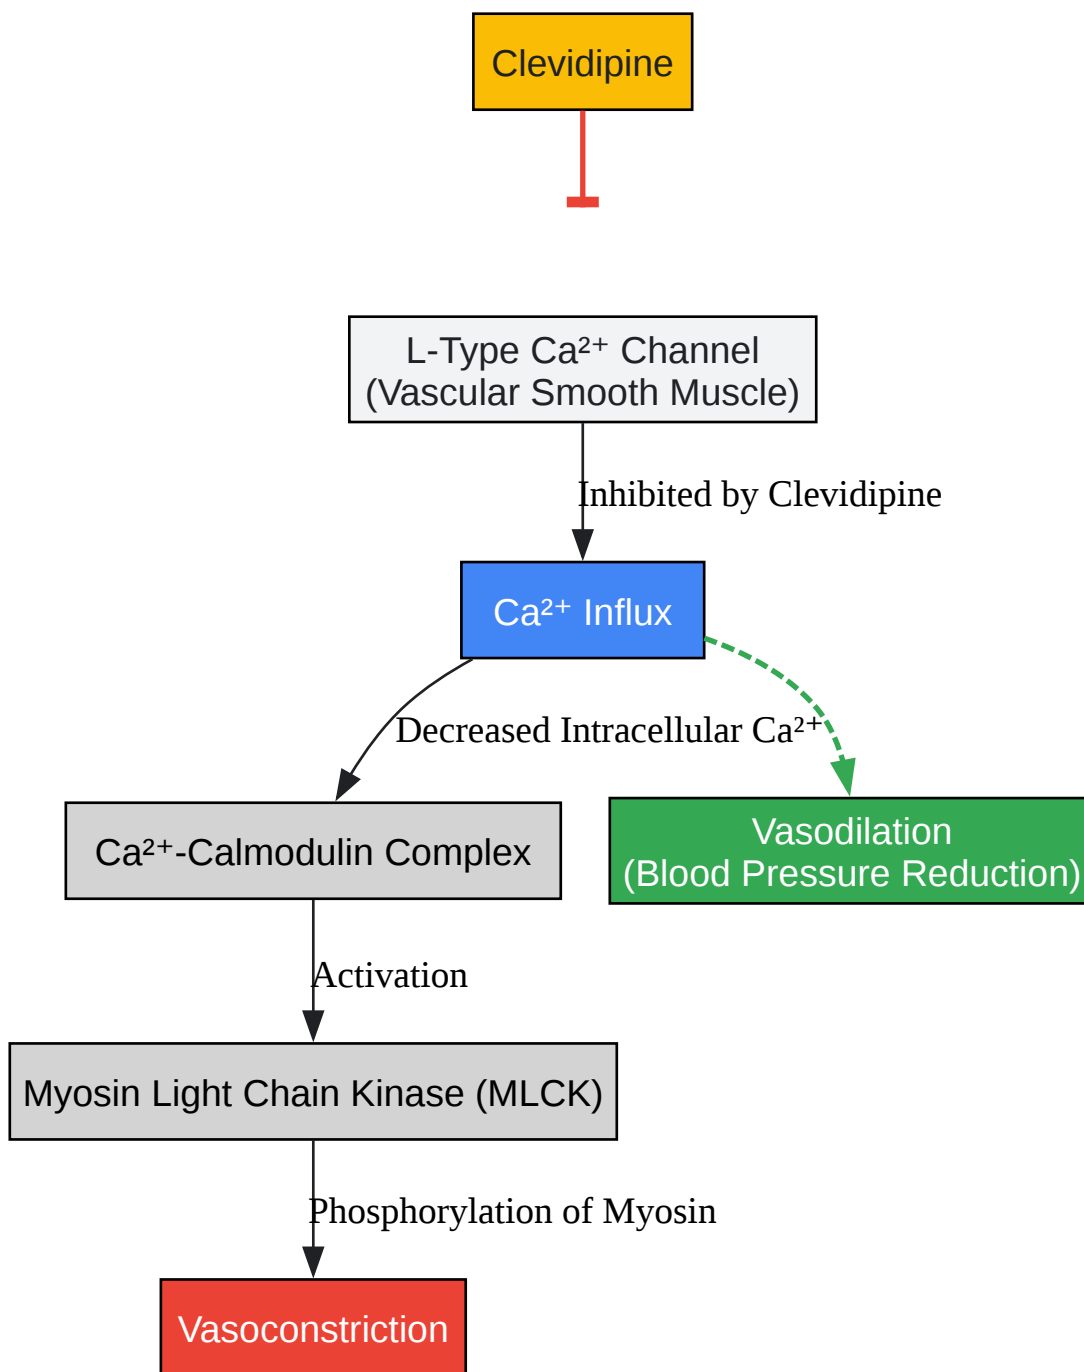 Clevidipine
L-Type Ca²⁺ Channel
(Vascular Smooth Muscle)
Inhibited by Clevidipine
Ca²⁺ Influx
Decreased Intracellular Ca²⁺
Ca²⁺-Calmodulin Complex
Vasodilation
(Blood Pressure Reduction)
Activation
Myosin Light Chain Kinase (MLCK)
Phosphorylation of Myosin
Vasoconstriction